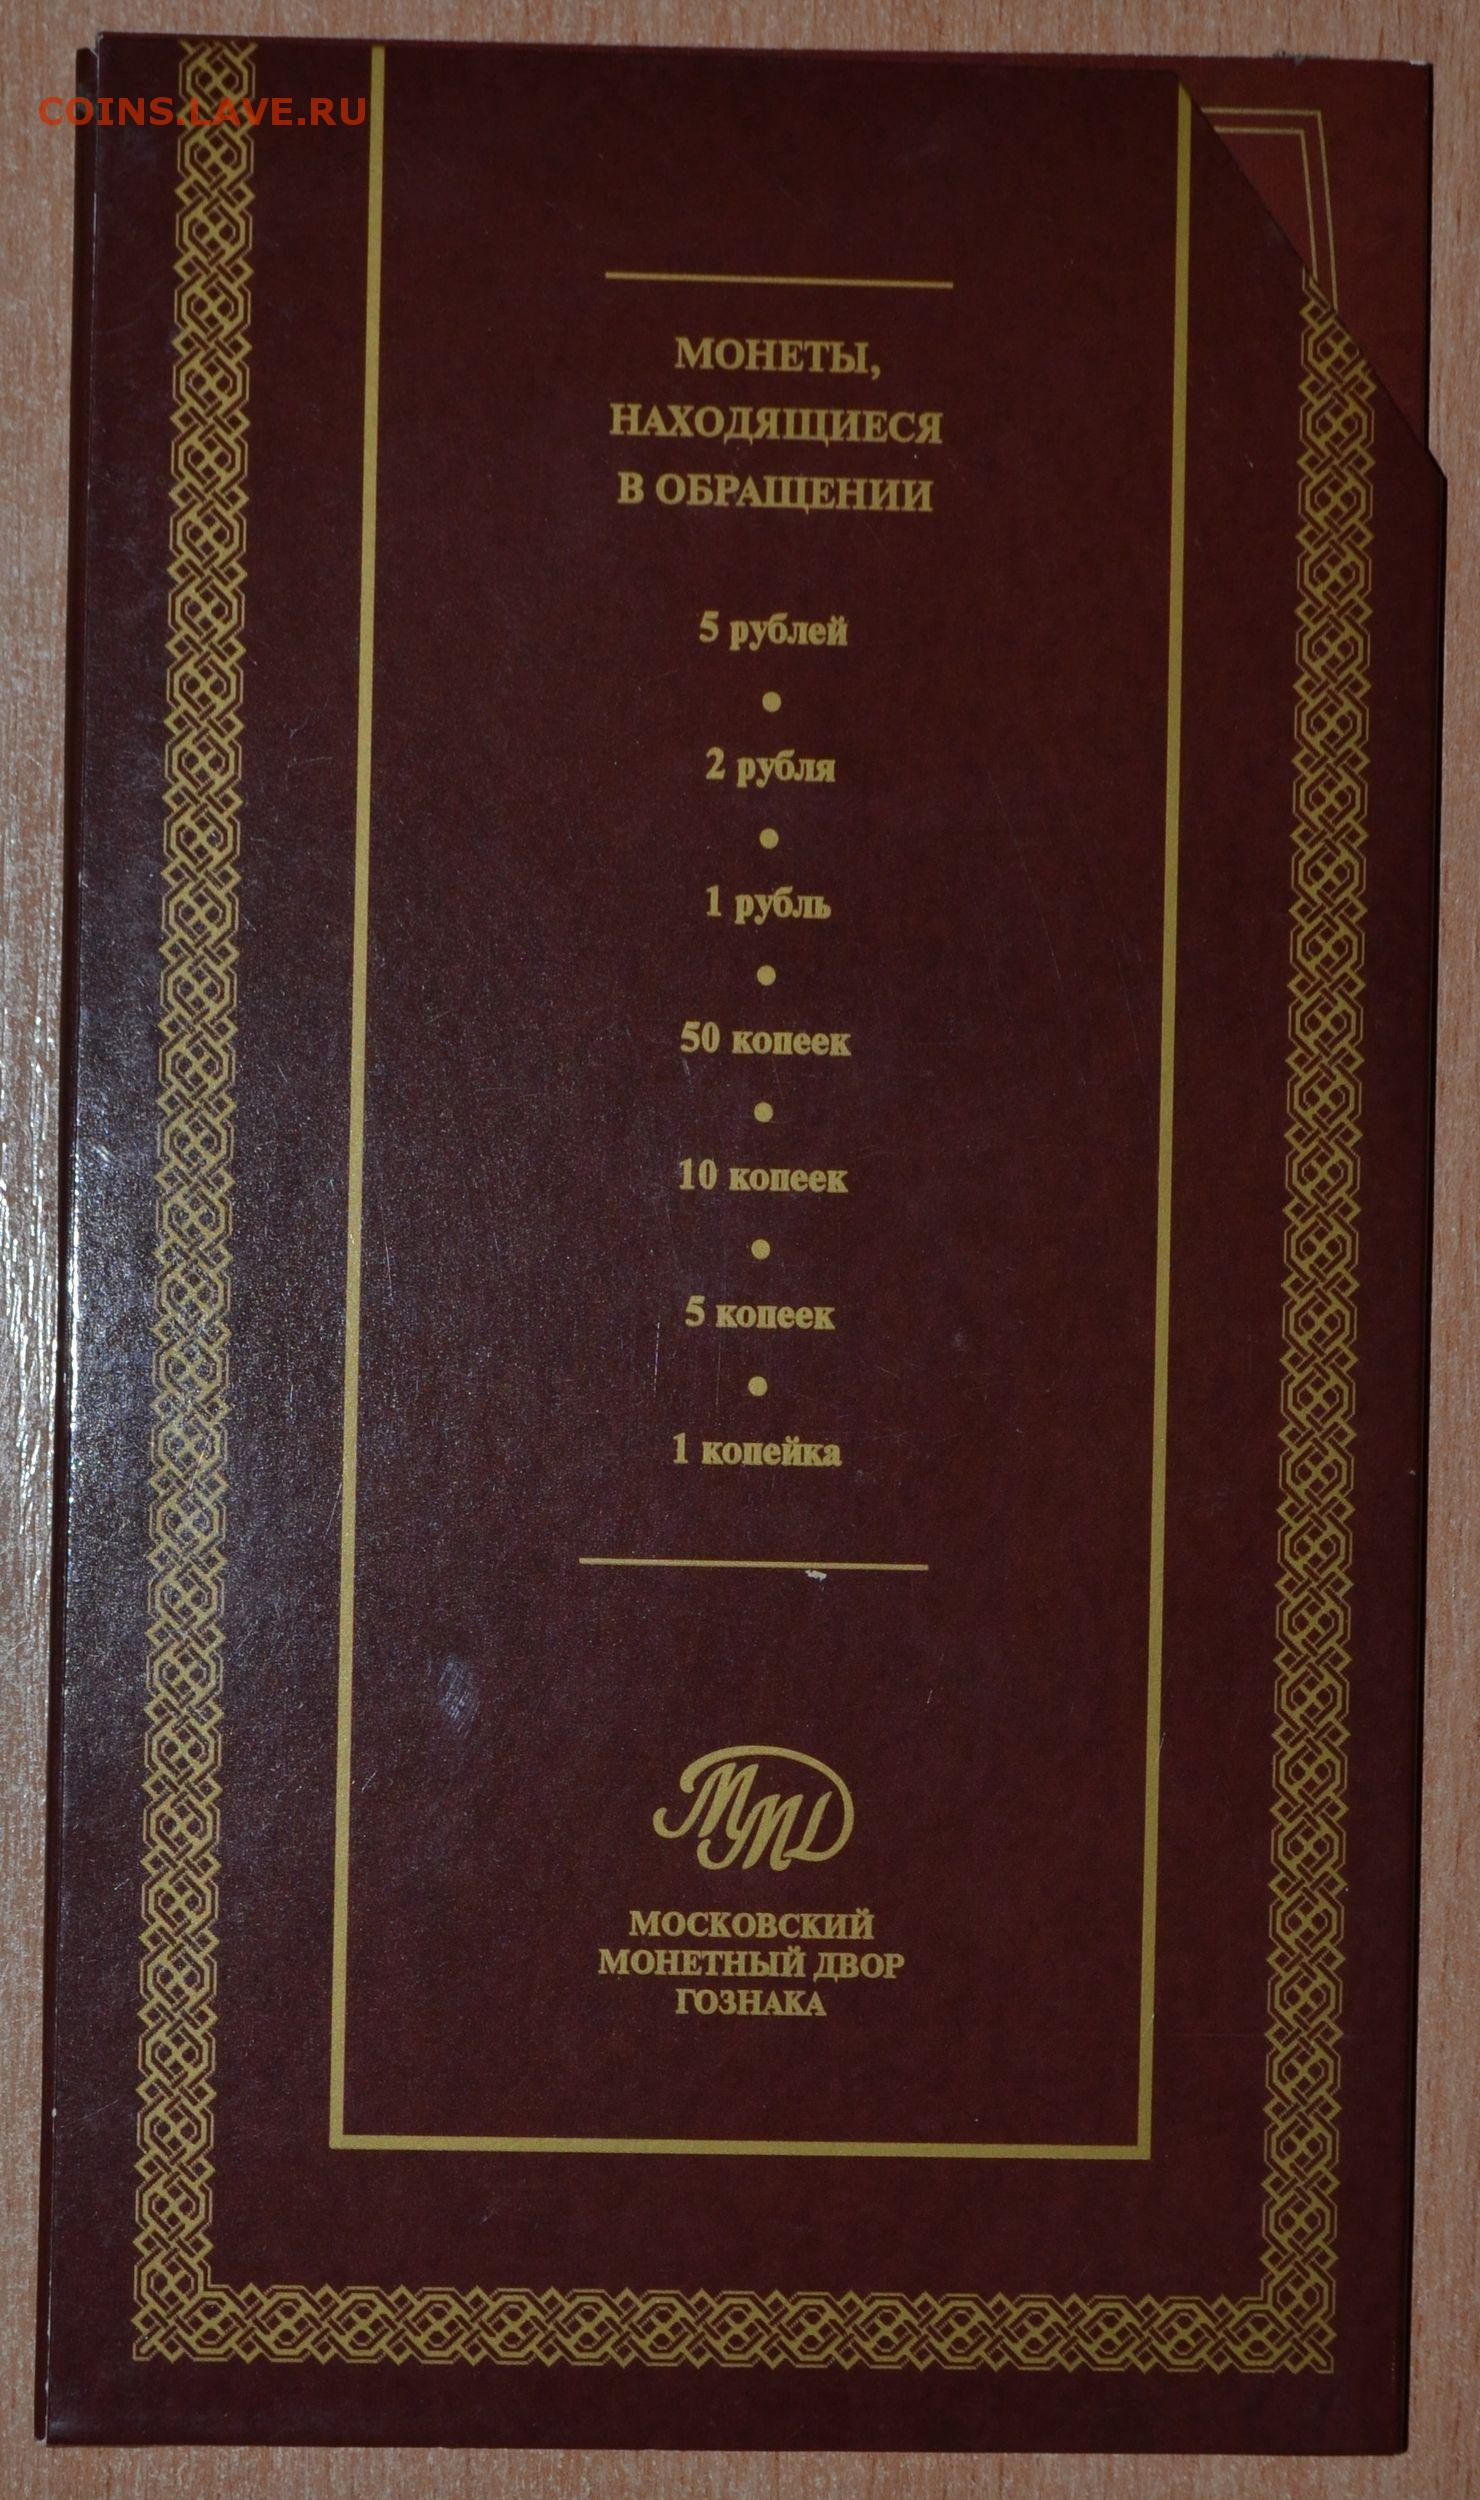 COINS.LAVE.RU
МОНЕТЫ,
НАХОДЯЩИЕСЯ
В ОБРАЩЕНИИ
5 рублей
2 рубля
1 рубль
50 копеек
10 копеек
5 копеек
1 копейка
ММД
МОСКОВСКИЙ
МОНЕТНЫЙ ДВОР
ГОЗНАКА